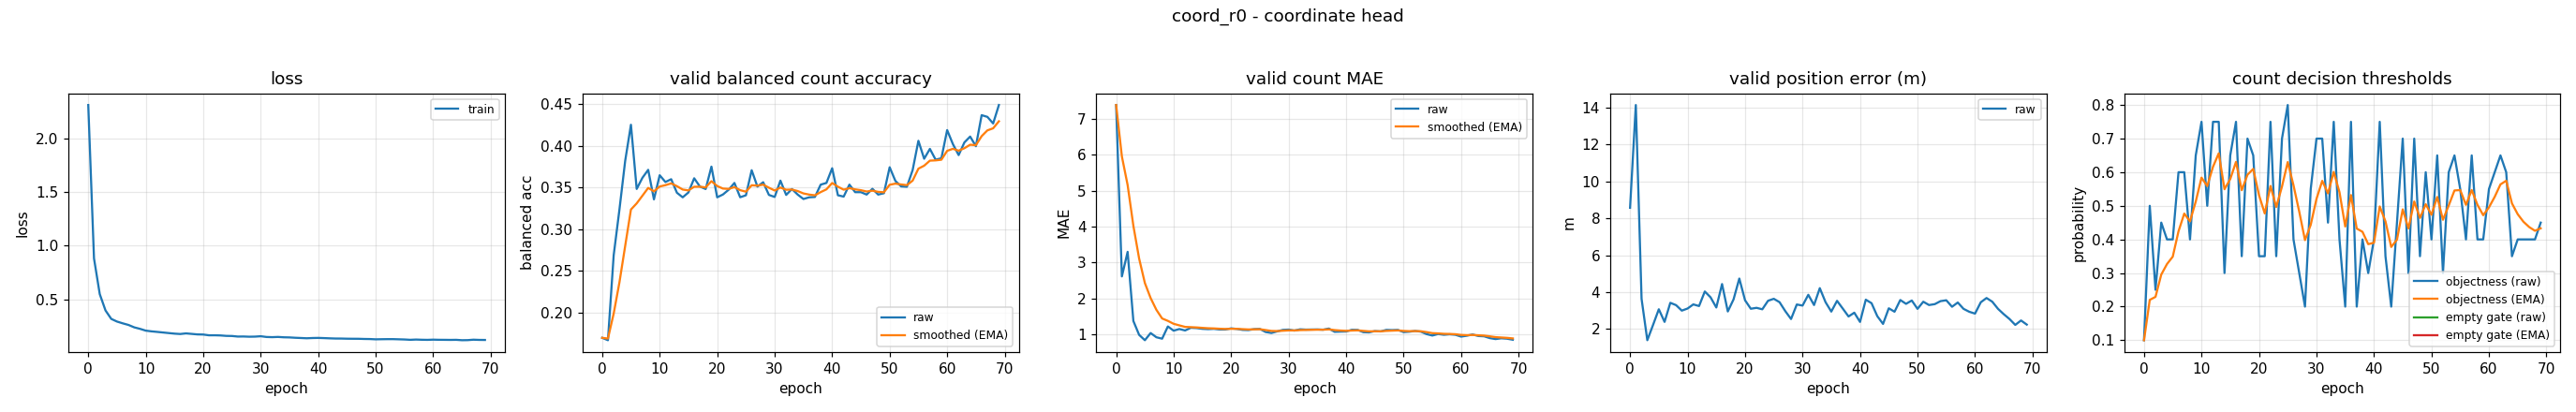 coord_r0 - coordinate head
loss
train
loss
2.0
1.5
1.0
0.5
0 10 20 30 40 50 60 70
epoch
valid balanced count accuracy
balanced acc
0.45
0.40
0.35
0.30
0.25
0.20
raw
smoothed (EMA)
0 10 20 30 40 50 60 70
epoch
valid count MAE
raw
smoothed (EMA)
MAE
7
6
5
4
3
2
1
0 10 20 30 40 50 60 70
epoch
valid position error (m)
raw
m
14
12
10
8
6
4
2
0 10 20 30 40 50 60 70
epoch
count decision thresholds
probability
0.8
0.7
0.6
0.5
0.4
0.3
0.2
0.1
objectness (raw)
objectness (EMA)
empty gate (raw)
empty gate (EMA)
0 10 20 30 40 50 60 70
epoch